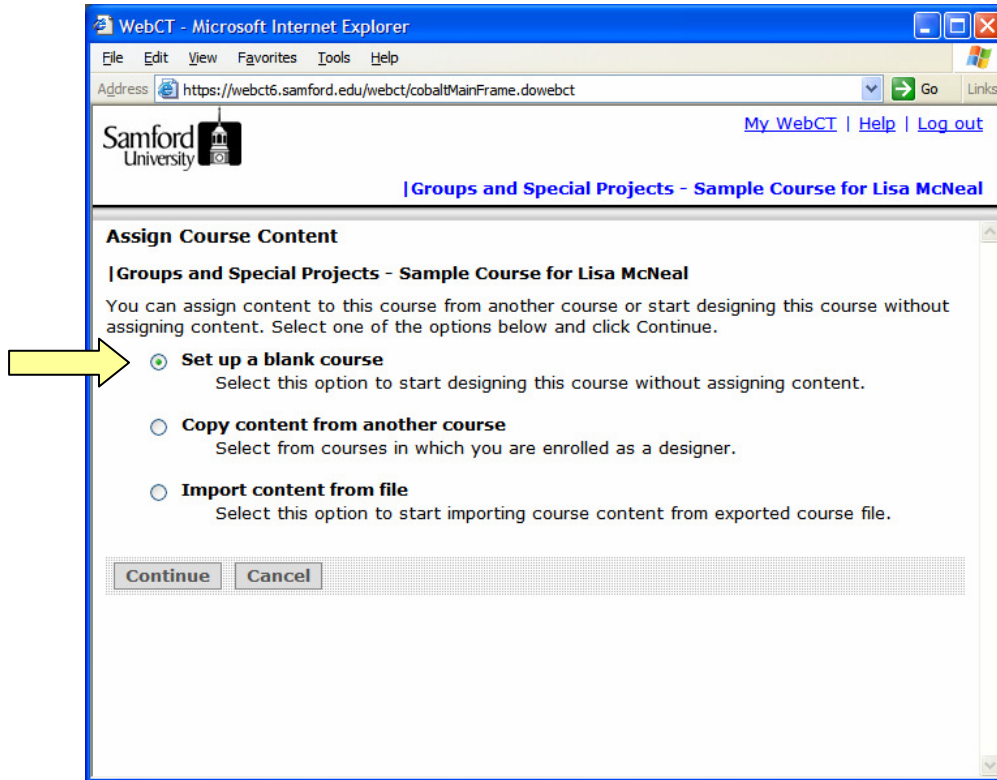 WebCT - Microsoft Internet Explorer
File Edit View Favorites Tools Help
Address https://webct6.samford.edu/webct/cobaltMainFrame.dowebct Go Links
Samford
University
My WebCT | Help | Log out
|Groups and Special Projects - Sample Course for Lisa McNeal
Assign Course Content
|Groups and Special Projects - Sample Course for Lisa McNeal
You can assign content to this course from another course or start designing this course without
assigning content. Select one of the options below and click Continue.
Set up a blank course
Select this option to start designing this course without assigning content.
Copy content from another course
Select from courses in which you are enrolled as a designer.
Import content from file
Select this option to start importing course content from exported course file.
Continue Cancel